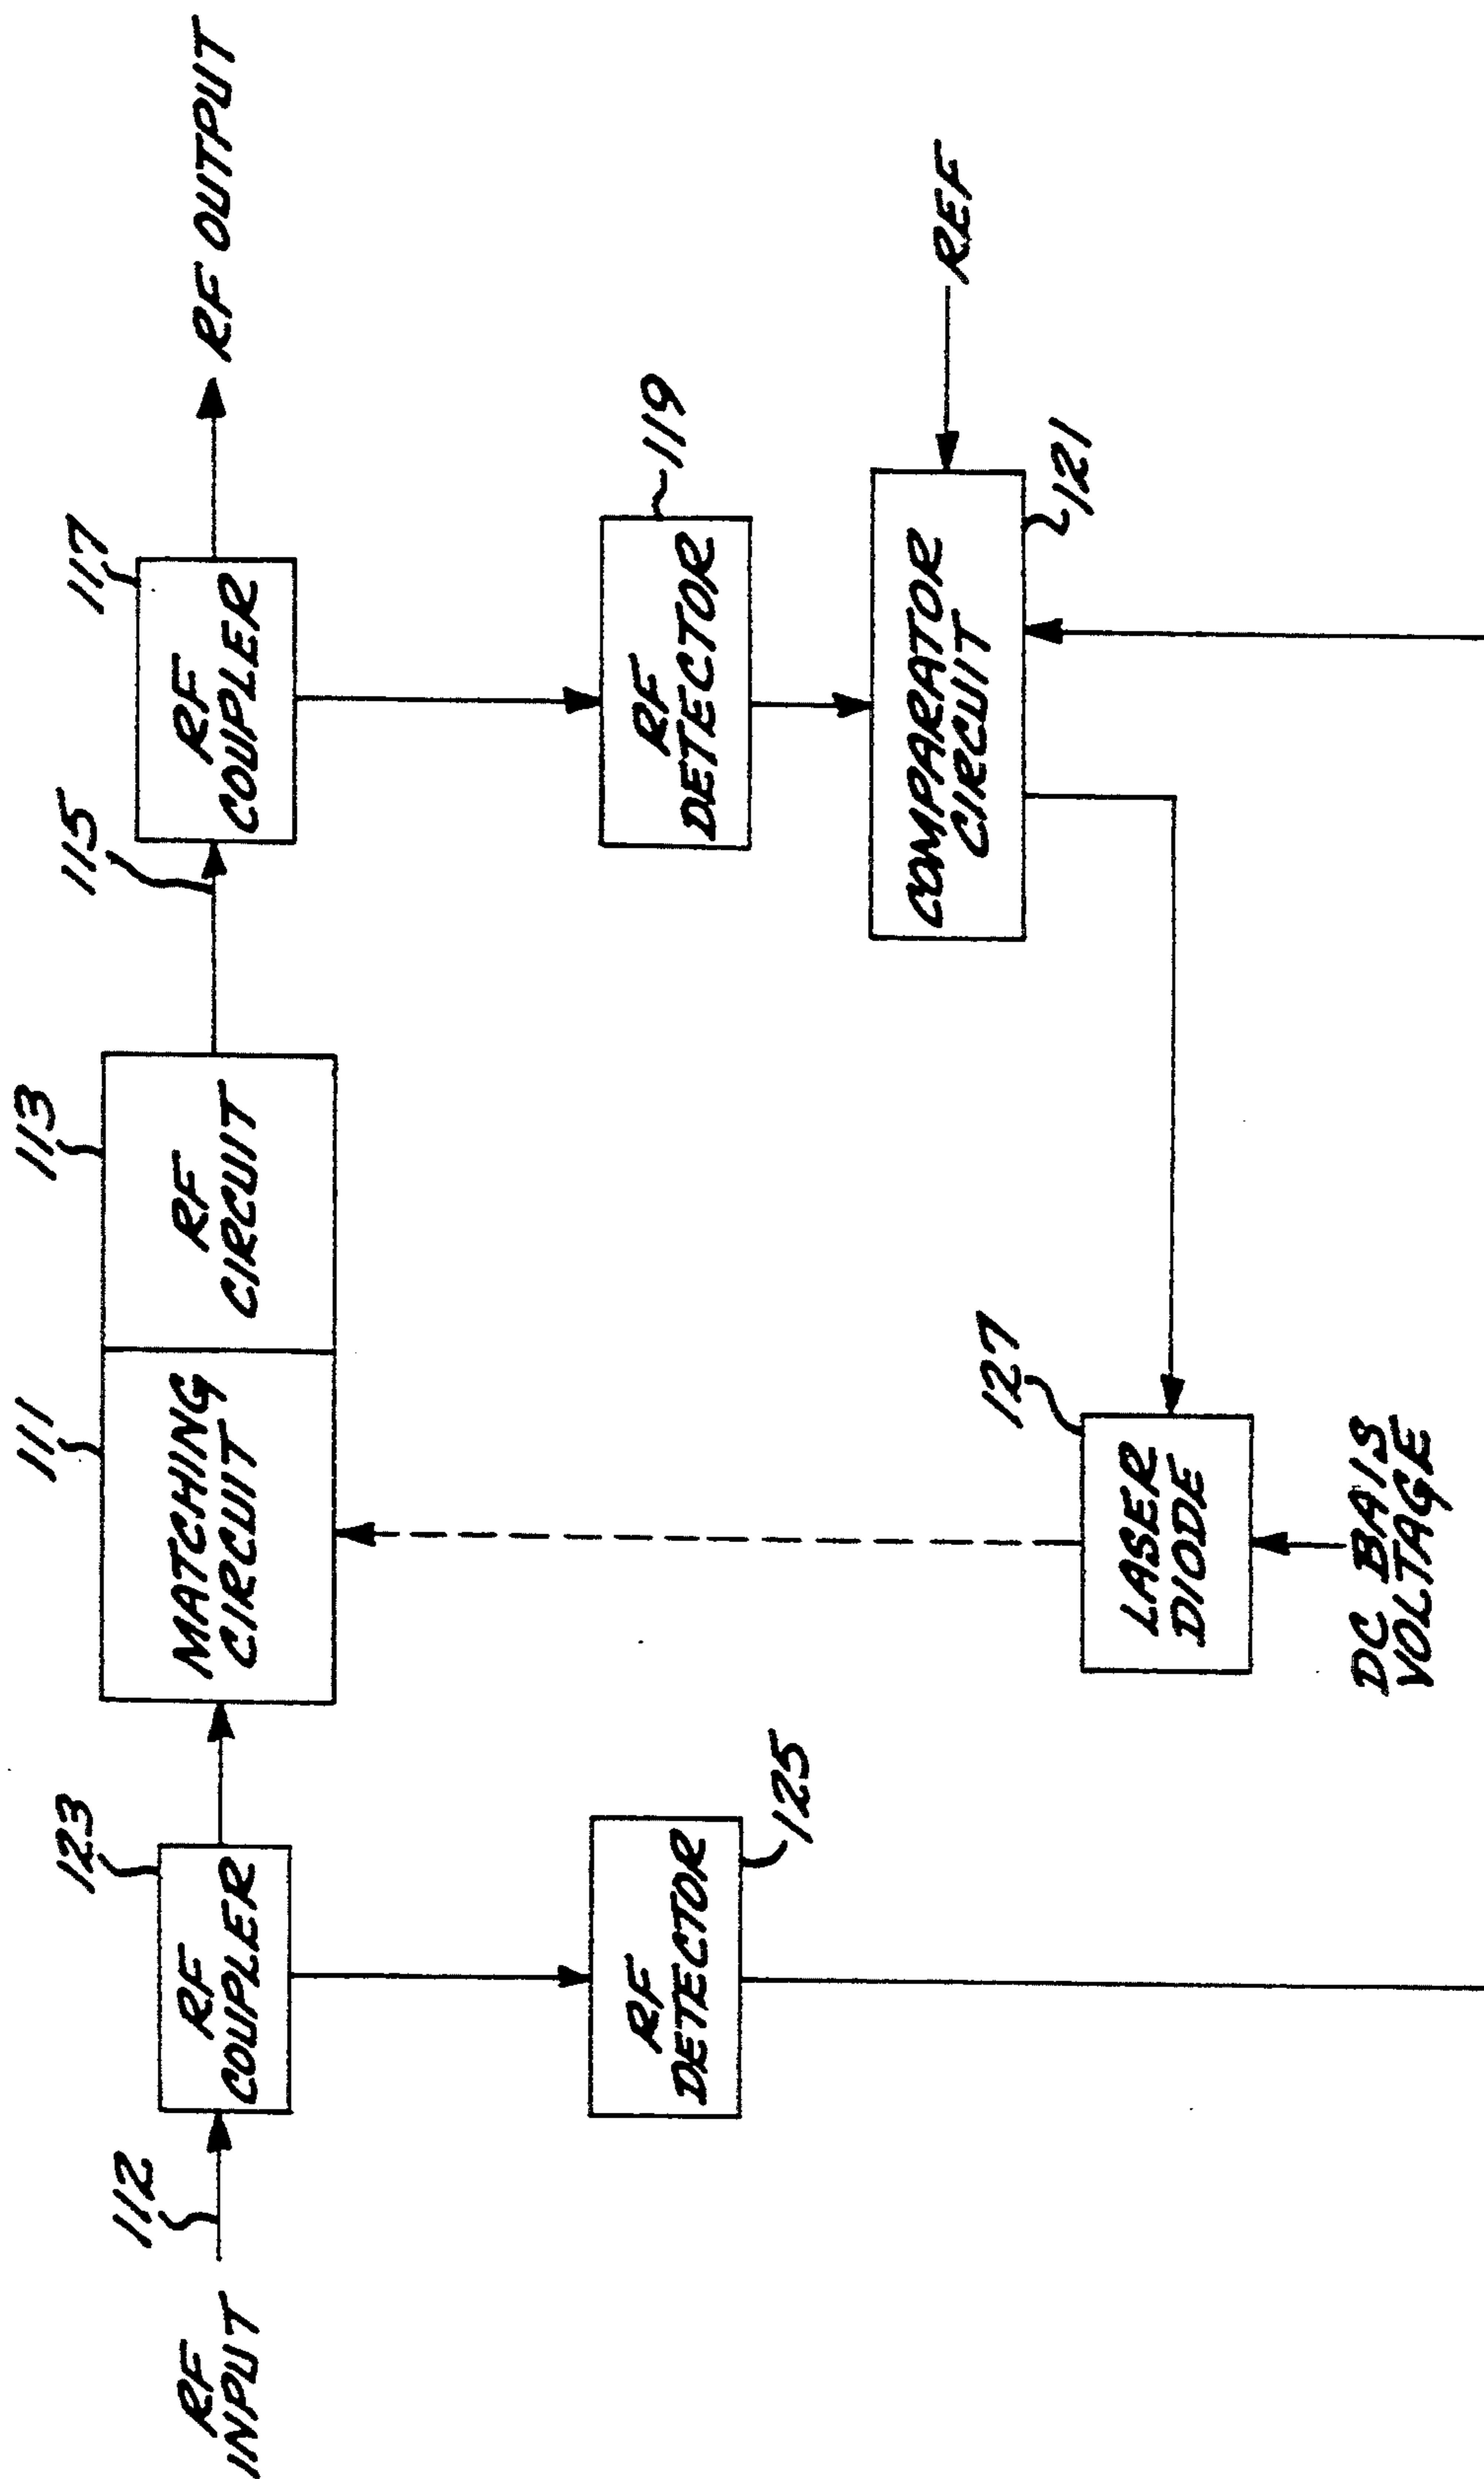 RF
INPUT
112
123
RF
COUPLER
111
MATCHING
CIRCUIT
113
RF
CIRCUIT
115
117
RF
COUPLER
RF OUTPUT
RF
DETECTOR
125
RF
DETECTOR
119
127
LASER
DIODE
DC BAIS
VOLTAGE
COMPARATOR
CIRCUIT
121
REF